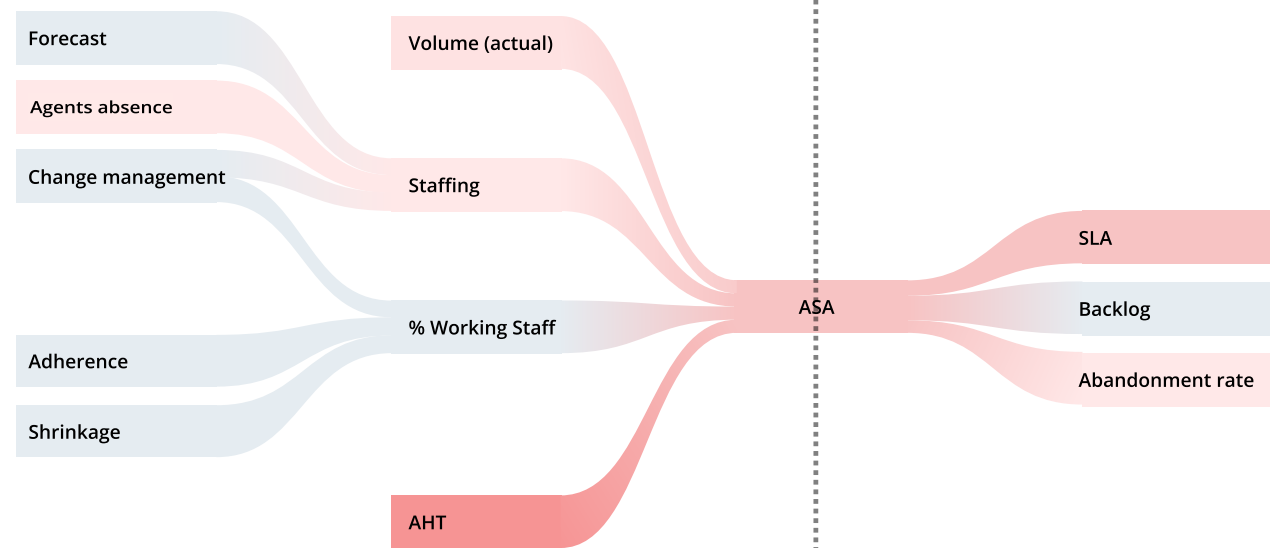 Forecast
Agents absence
Change management
Adherence
Shrinkage
Volume (actual)
Staffing
% Working Staff
AHT
ASA
SLA
Backlog
Abandonment rate